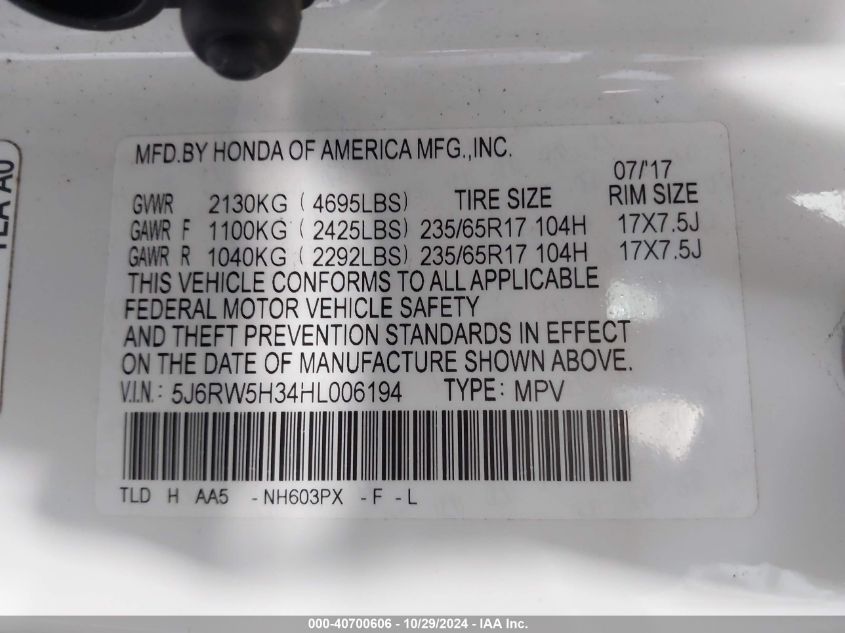 MFD.BY HONDA OF AMERICA MFG.,INC.
07/'17
GVWR 2130KG ( 4695LBS) TIRE SIZE RIM SIZE
GAWR F 1100KG ( 2425LBS) 235/65R17 104H 17X7.5J
GAWR R 1040KG ( 2292LBS) 235/65R17 104H 17X7.5J
THIS VEHICLE CONFORMS TO ALL APPLICABLE
FEDERAL MOTOR VEHICLE SAFETY
AND THEFT PREVENTION STANDARDS IN EFFECT
ON THE DATE OF MANUFACTURE SHOWN ABOVE.
V.I.N.: 5J6RW5H34HL006194 TYPE: MPV
TLD H AA5 -NH603PX -F -L
000-40700606 - 10/29/2024 - IAA Inc.